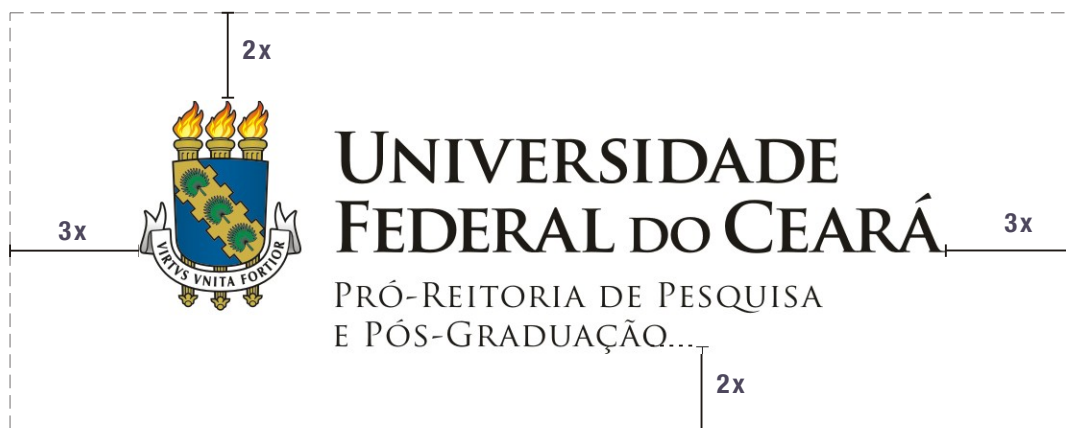 2x
UNIVERSIDADE
FEDERAL DO CEARÁ
3x
3x
VIRTVS VNITA FORTIOR
PRÓ-REITORIA DE PESQUISA
E PÓS-GRADUAÇÃO
2x